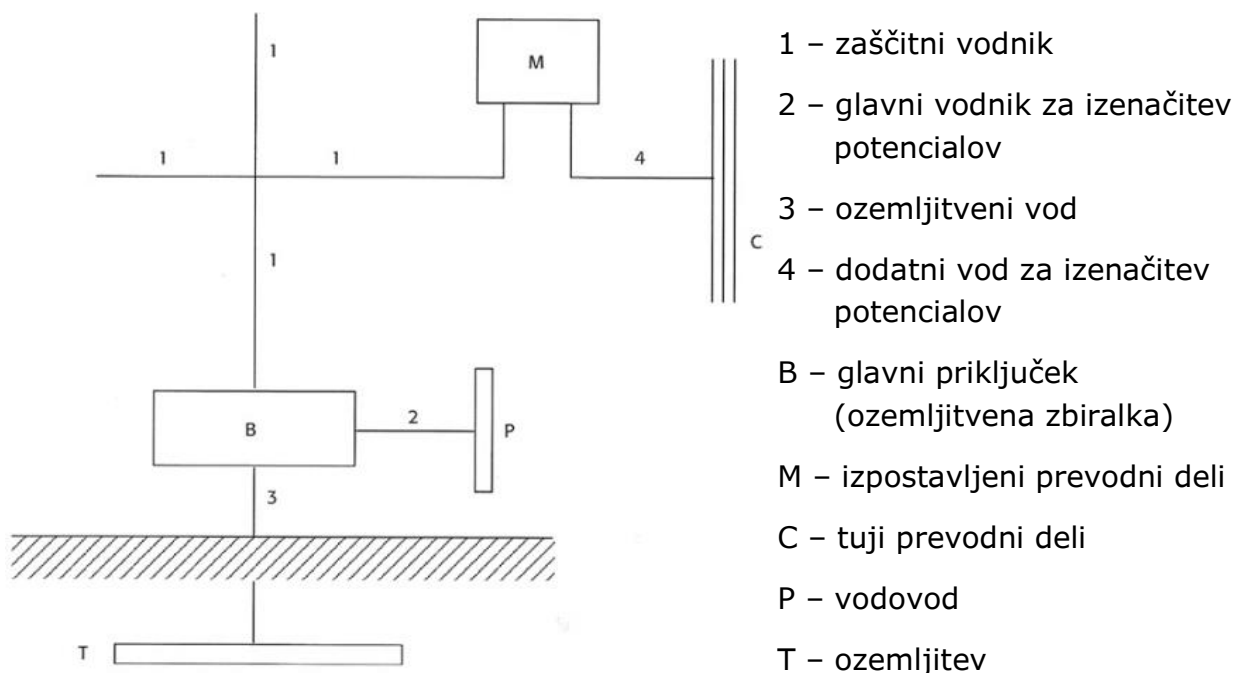 1
M
1
1
4
C
1
B
2
P
3
T
1 – zaščitni vodnik
2 – glavni vodnik za izenačitev
potencialov
3 – ozemljitveni vod
4 – dodatni vod za izenačitev
potencialov
B – glavni priključek
(ozemljitvena zbiralka)
M – izpostavljeni prevodni deli
C – tuji prevodni deli
P – vodovod
T – ozemljitev